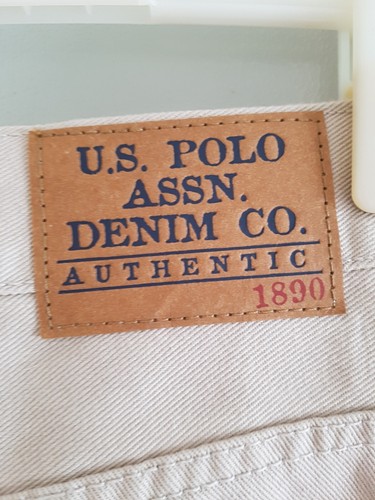 U.S. POLO
ASSN.
DENIM CO.
AUTHENTIC
1890